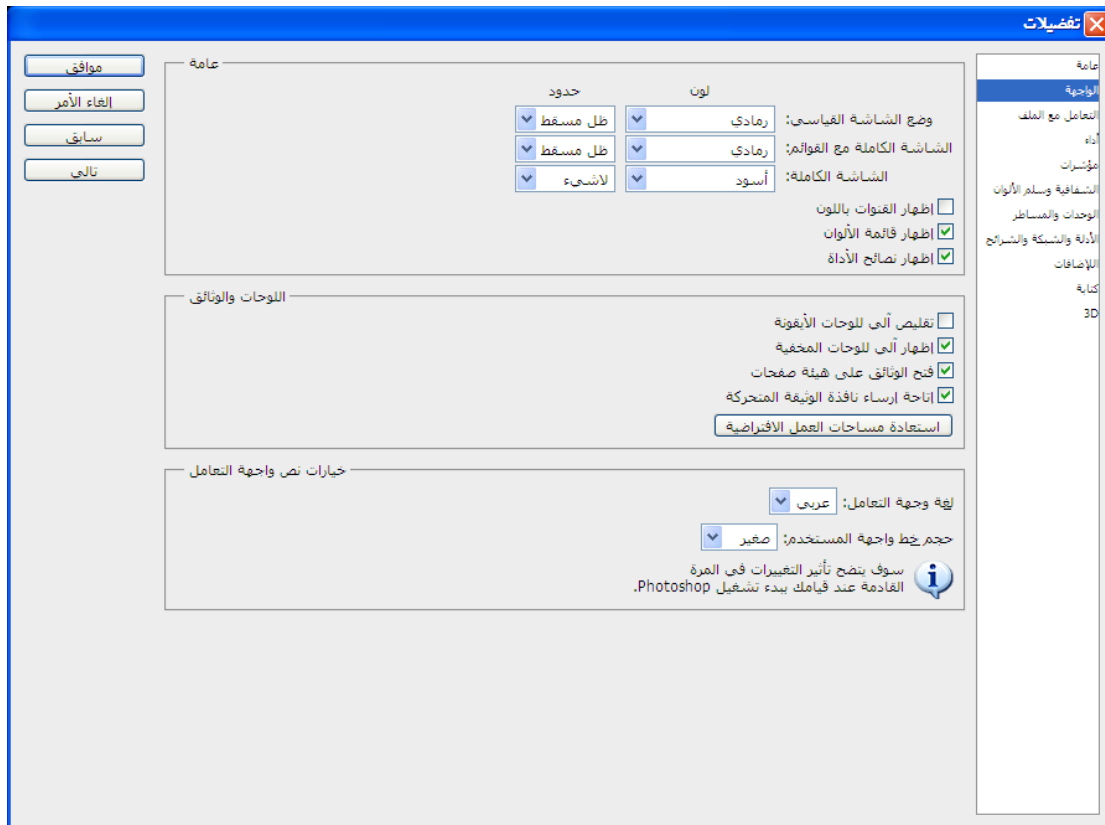 تفضيلات
عامة
الواجهة
التعامل مع الملف
أداء
مؤشرات
الشفافية وسلم الألوان
الوحدات والمساطر
الأدلة والشبكة والشرائح
اللإضافات
كتابة
3D
عامة
لون حدود
وضع الشاشة القياسي: رمادي ظل مسقط
الشاشة الكاملة مع القوائم: رمادي ظل مسقط
الشاشة الكاملة: أسود لاشيء
إظهار القنوات باللون
إظهار قائمة الألوان
إظهار نصائح الأداة
اللوحات والوثائق
تقليص آلي للوحات الأيقونة
إظهار آلي للوحات المخفية
فتح الوثائق على هيئة صفحات
إتاحة إرساء نافذة الوثيقة المتحركة
استعادة مساحات العمل الافتراضية
خيارات نص واجهة التعامل
لغة وجهة التعامل: عربي
حجم خط واجهة المستخدم: صغير
سوف يتضح تأثير التغييرات في المرة
القادمة عند قيامك ببدء تشغيل Photoshop.
موافق
إلغاء الأمر
سابق
تالي